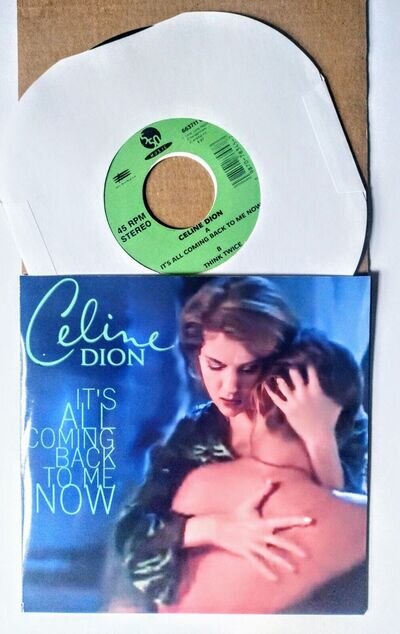 MUSIC
45 RPM
STEREO
CELINE DION
A
IT'S ALL COMING BACK TO ME NOW
B
THINK TWICE
Celine
DION
IT'S
ALL
COMING
BACK
TO ME
NOW